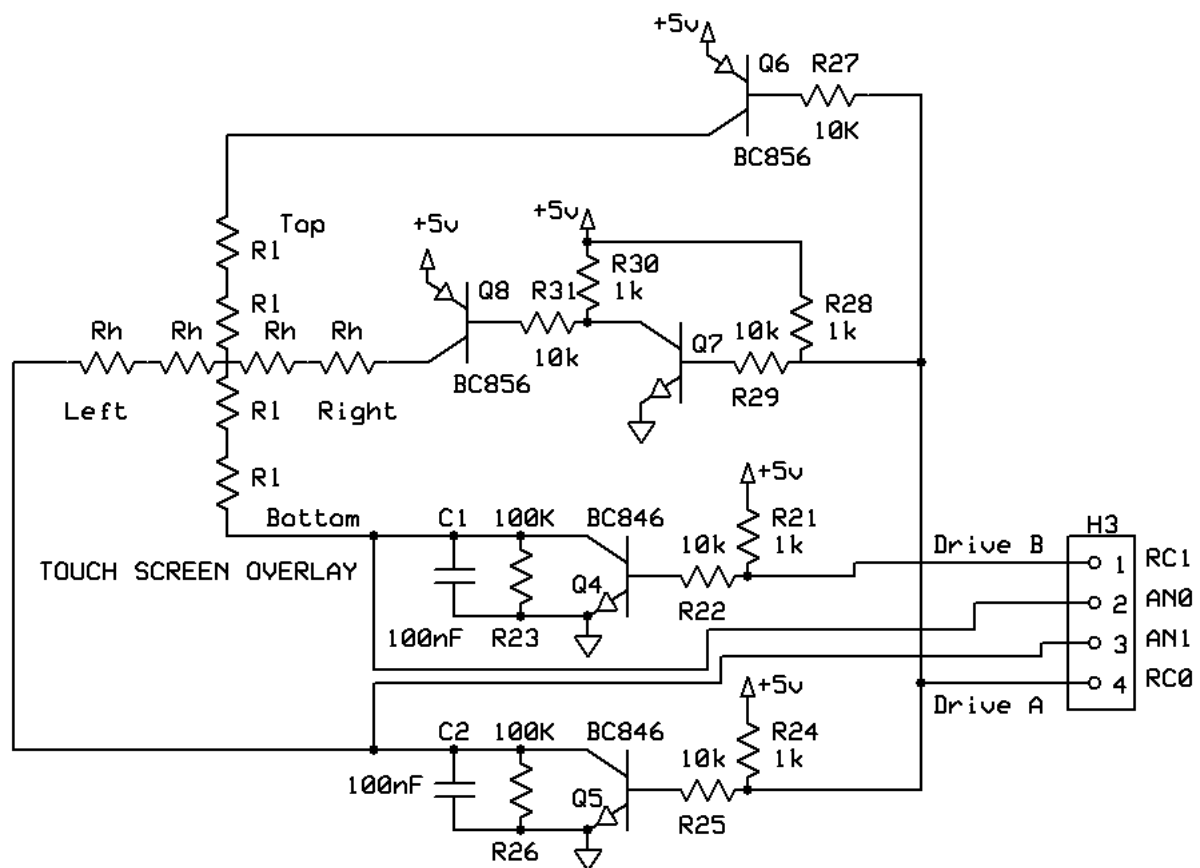 +5v
Q6
R27
10K
BC856
Top
+5v
+5v
R1
R30
1k
Q8
R31
R28
1k
R1
Rh
Rh
Rh
Rh
10k
Q7
10k
BC856
R29
Left
R1
Right
R1
+5v
Bottom
C1
100K
BC846
R21
1k
10k
Drive B
H3
1
RC1
TOUCH SCREEN OVERLAY
Q4
R22
2
AN0
100nF
R23
3
AN1
+5v
4
RC0
Drive A
C2
100K
BC846
R24
1k
10k
100nF
Q5
R25
R26